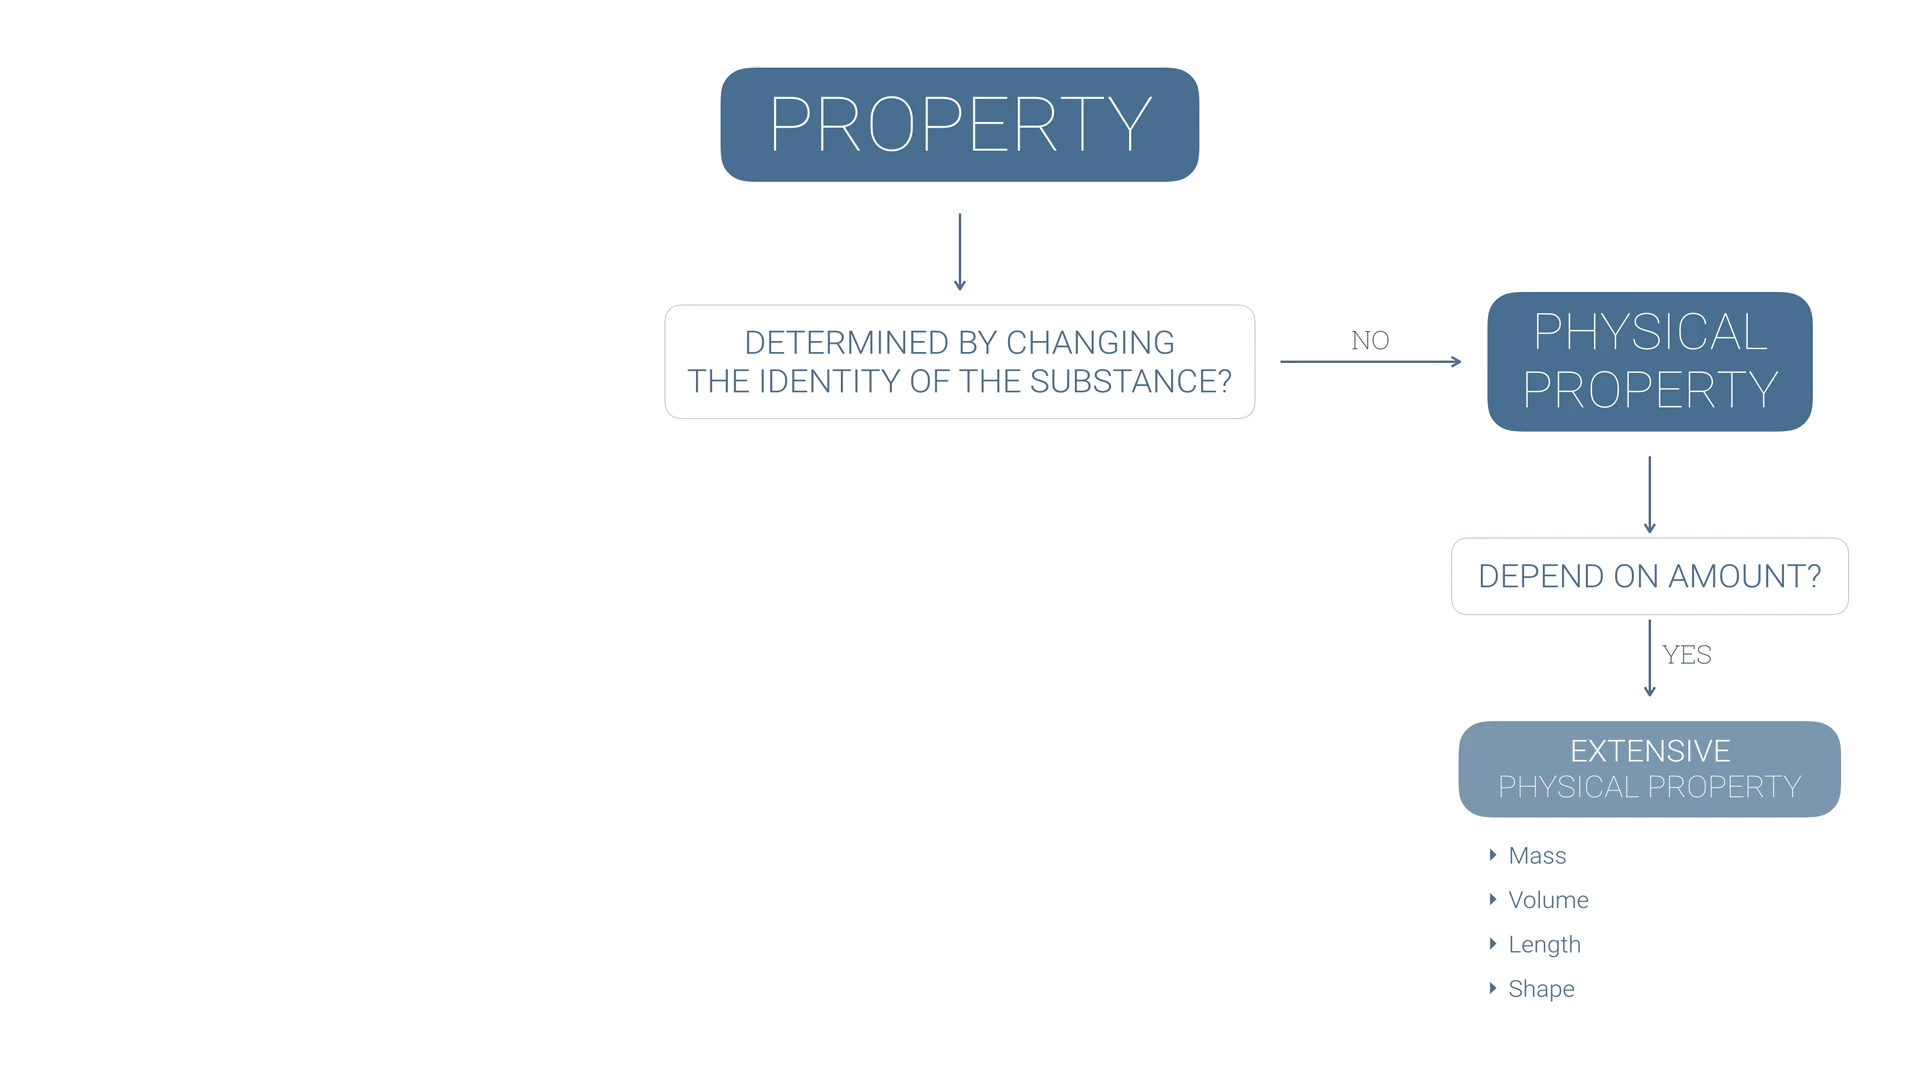 PROPERTY
DETERMINED BY CHANGING
THE IDENTITY OF THE SUBSTANCE?
NO
PHYSICAL
PROPERTY
DEPEND ON AMOUNT?
YES
EXTENSIVE
PHYSICAL PROPERTY
Mass
Volume
Length
Shape